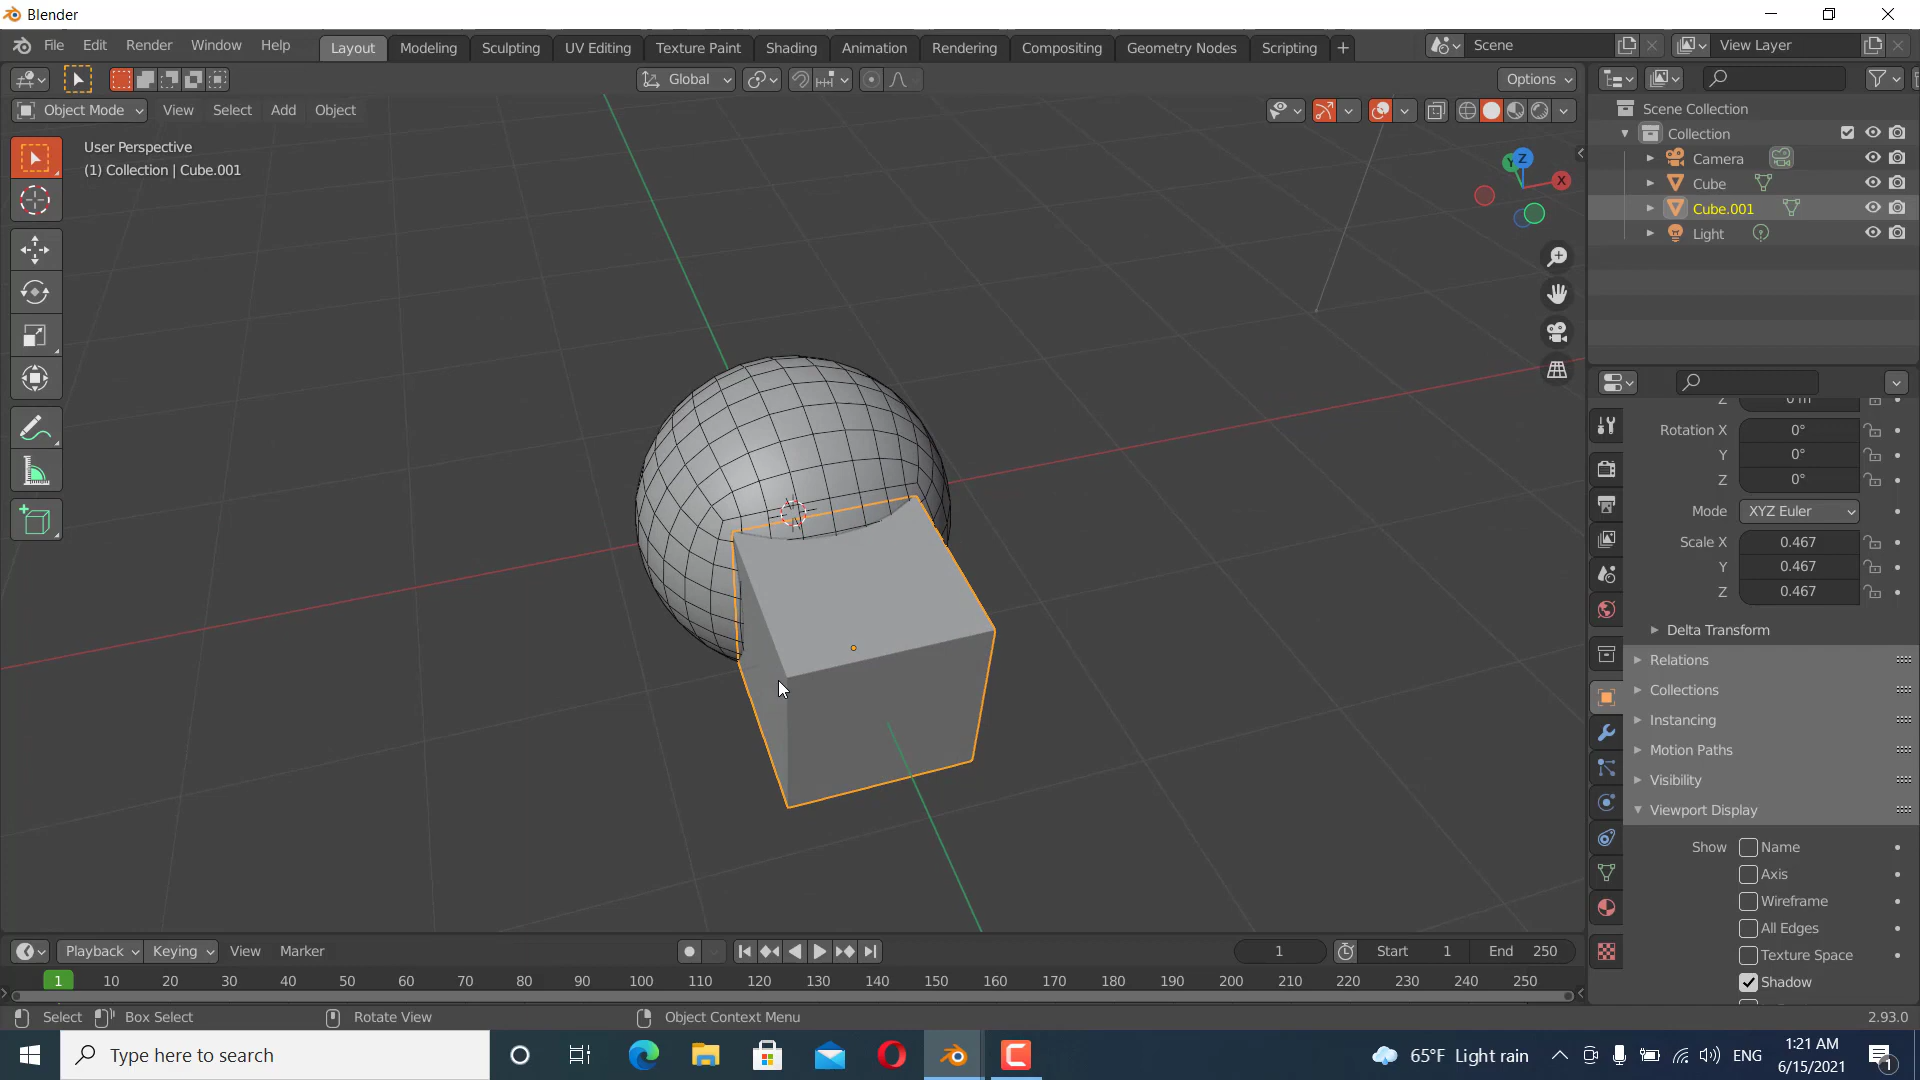 Blender
File Edit Render Window Help Layout Modeling Sculpting UV Editing Texture Paint Shading Animation Rendering Compositing Geometry Nodes Scripting + Scene View Layer
Global Options
Object Mode View Select Add Object
Scene Collection
Collection
Camera
Cube
Cube.001
Light
User Perspective
(1) Collection | Cube.001
Z
Y
X
Z 0 m
Rotation X 0°
Y 0°
Z 0°
Mode XYZ Euler
Scale X 0.467
Y 0.467
Z 0.467
Delta Transform
Relations
Collections
Instancing
Motion Paths
Visibility
Viewport Display
Show Name
Axis
Wireframe
All Edges
Texture Space
Shadow
Playback Keying View Marker 1 Start 1 End 250
1 10 20 30 40 50 60 70 80 90 100 110 120 130 140 150 160 170 180 190 200 210 220 230 240 250
Select Box Select Rotate View Object Context Menu 2.93.0
Type here to search 65°F Light rain ENG 1:21 AM
6/15/2021 1